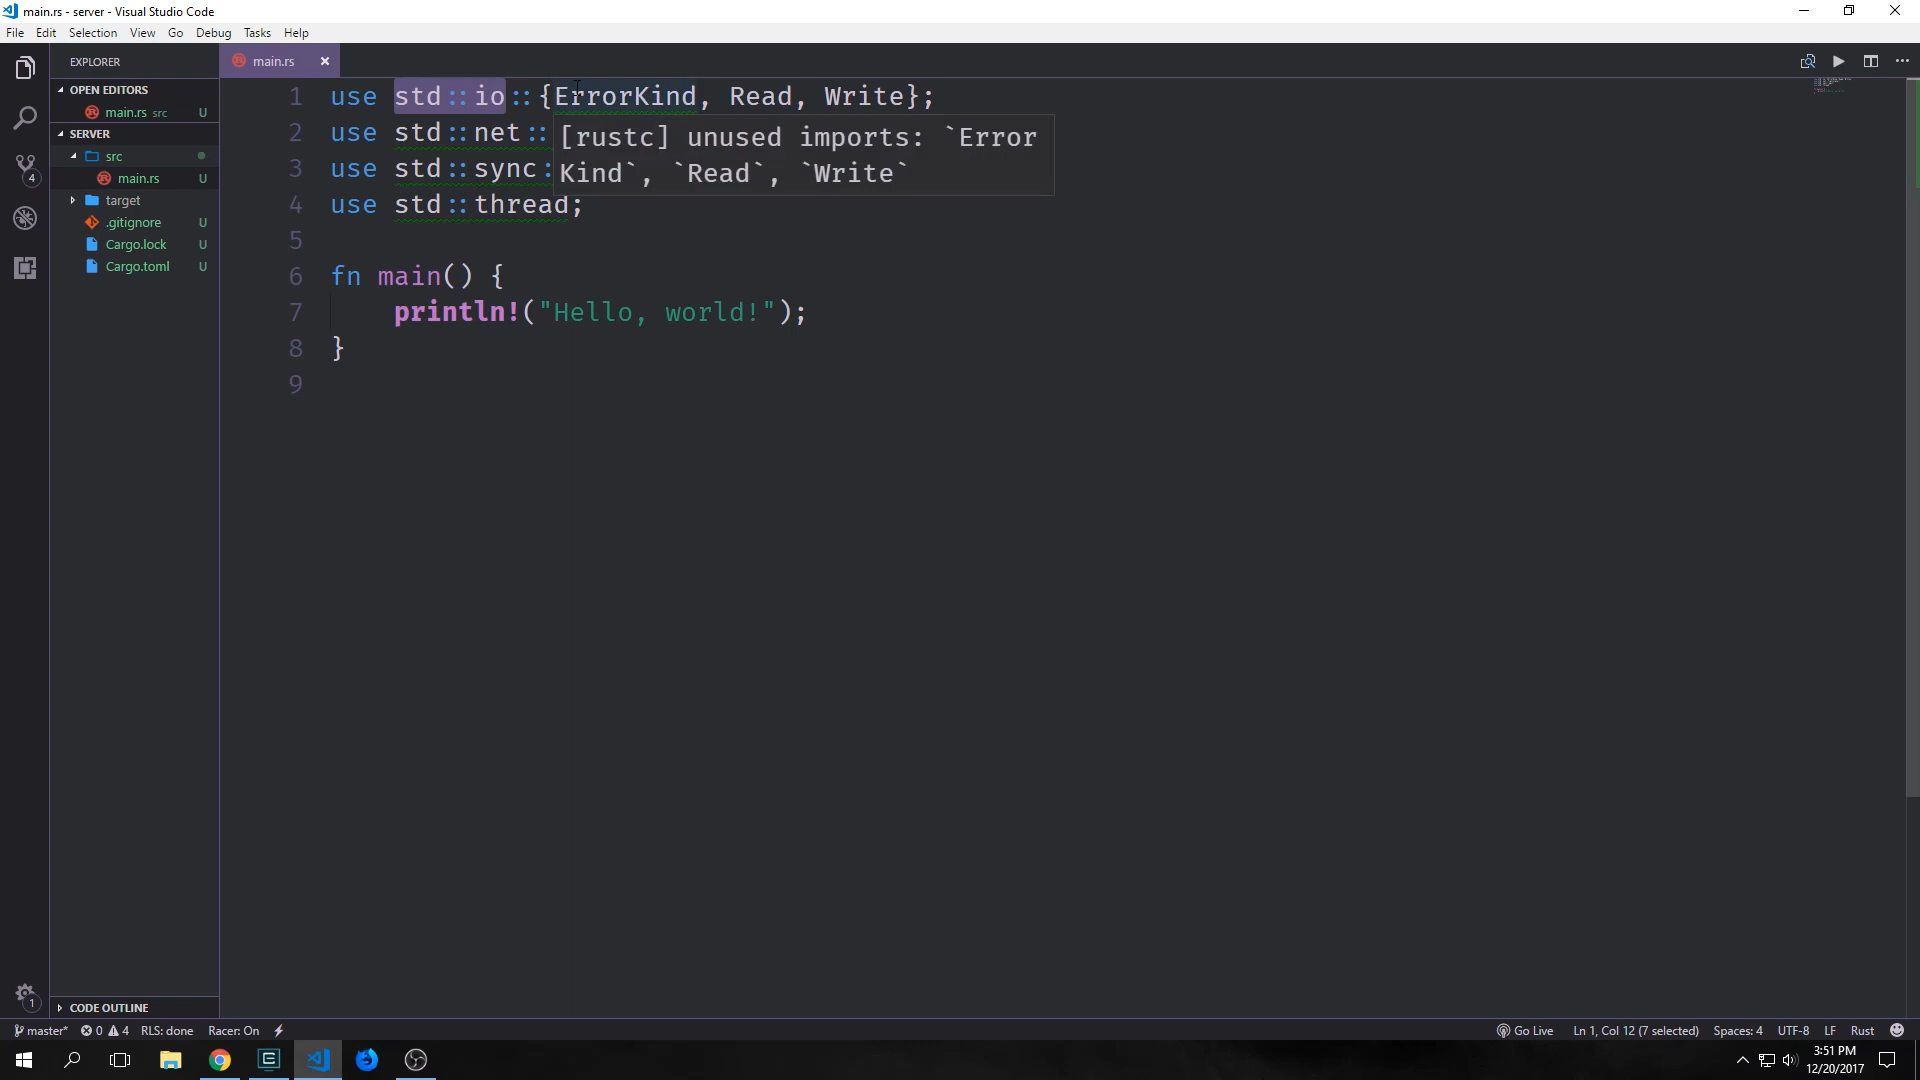 main.rs - server - Visual Studio Code
File Edit Selection View Go Debug Tasks Help
EXPLORER
main.rs
OPEN EDITORS
main.rs src U
SERVER
src
main.rs U
target
.gitignore U
Cargo.lock U
Cargo.toml U
CODE OUTLINE
1 use std::io::{ErrorKind, Read, Write};
2 use std::net::
3 use std::sync:
4 use std::thread;
5
6 fn main() {
7 println!("Hello, world!");
8 }
9
[rustc] unused imports: `Error
Kind`, `Read`, `Write`
4
1
master* 0 4 RLS: done Racer: On Go Live Ln 1, Col 12 (7 selected) Spaces: 4 UTF-8 LF Rust
3:51 PM
12/20/2017